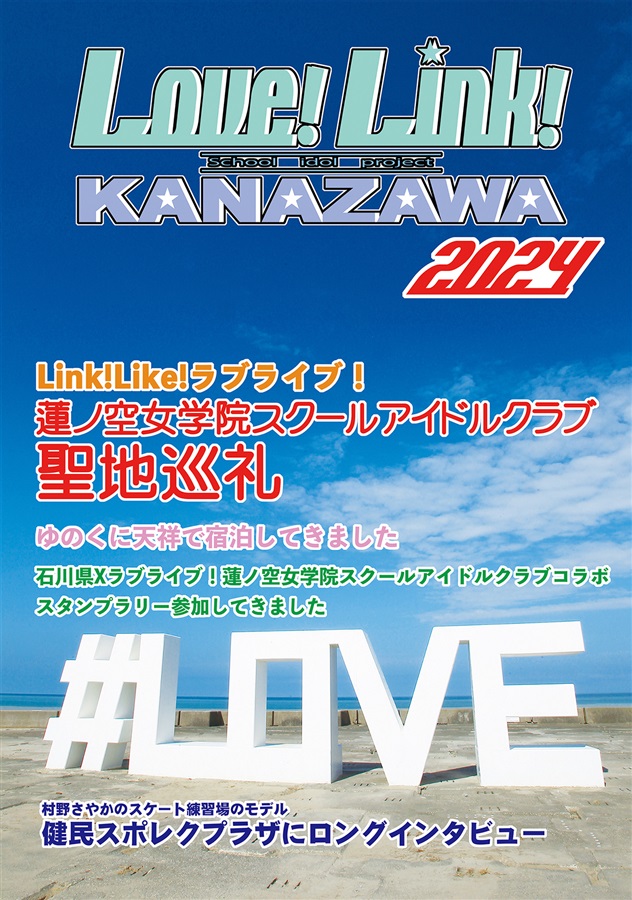 Love! Link!
School idol project
KANAZAWA
2024
Link!Like!ラブライブ！
蓮ノ空女学院スクールアイドルクラブ
聖地巡礼
ゆのくに天祥で宿泊してきました
石川県Xラブライブ！蓮ノ空女学院スクールアイドルクラブコラボ
スタンプラリー参加してきました
#LOVE
村野さやかのスケート練習場のモデル
健民スポレクプラザにロングインタビュー